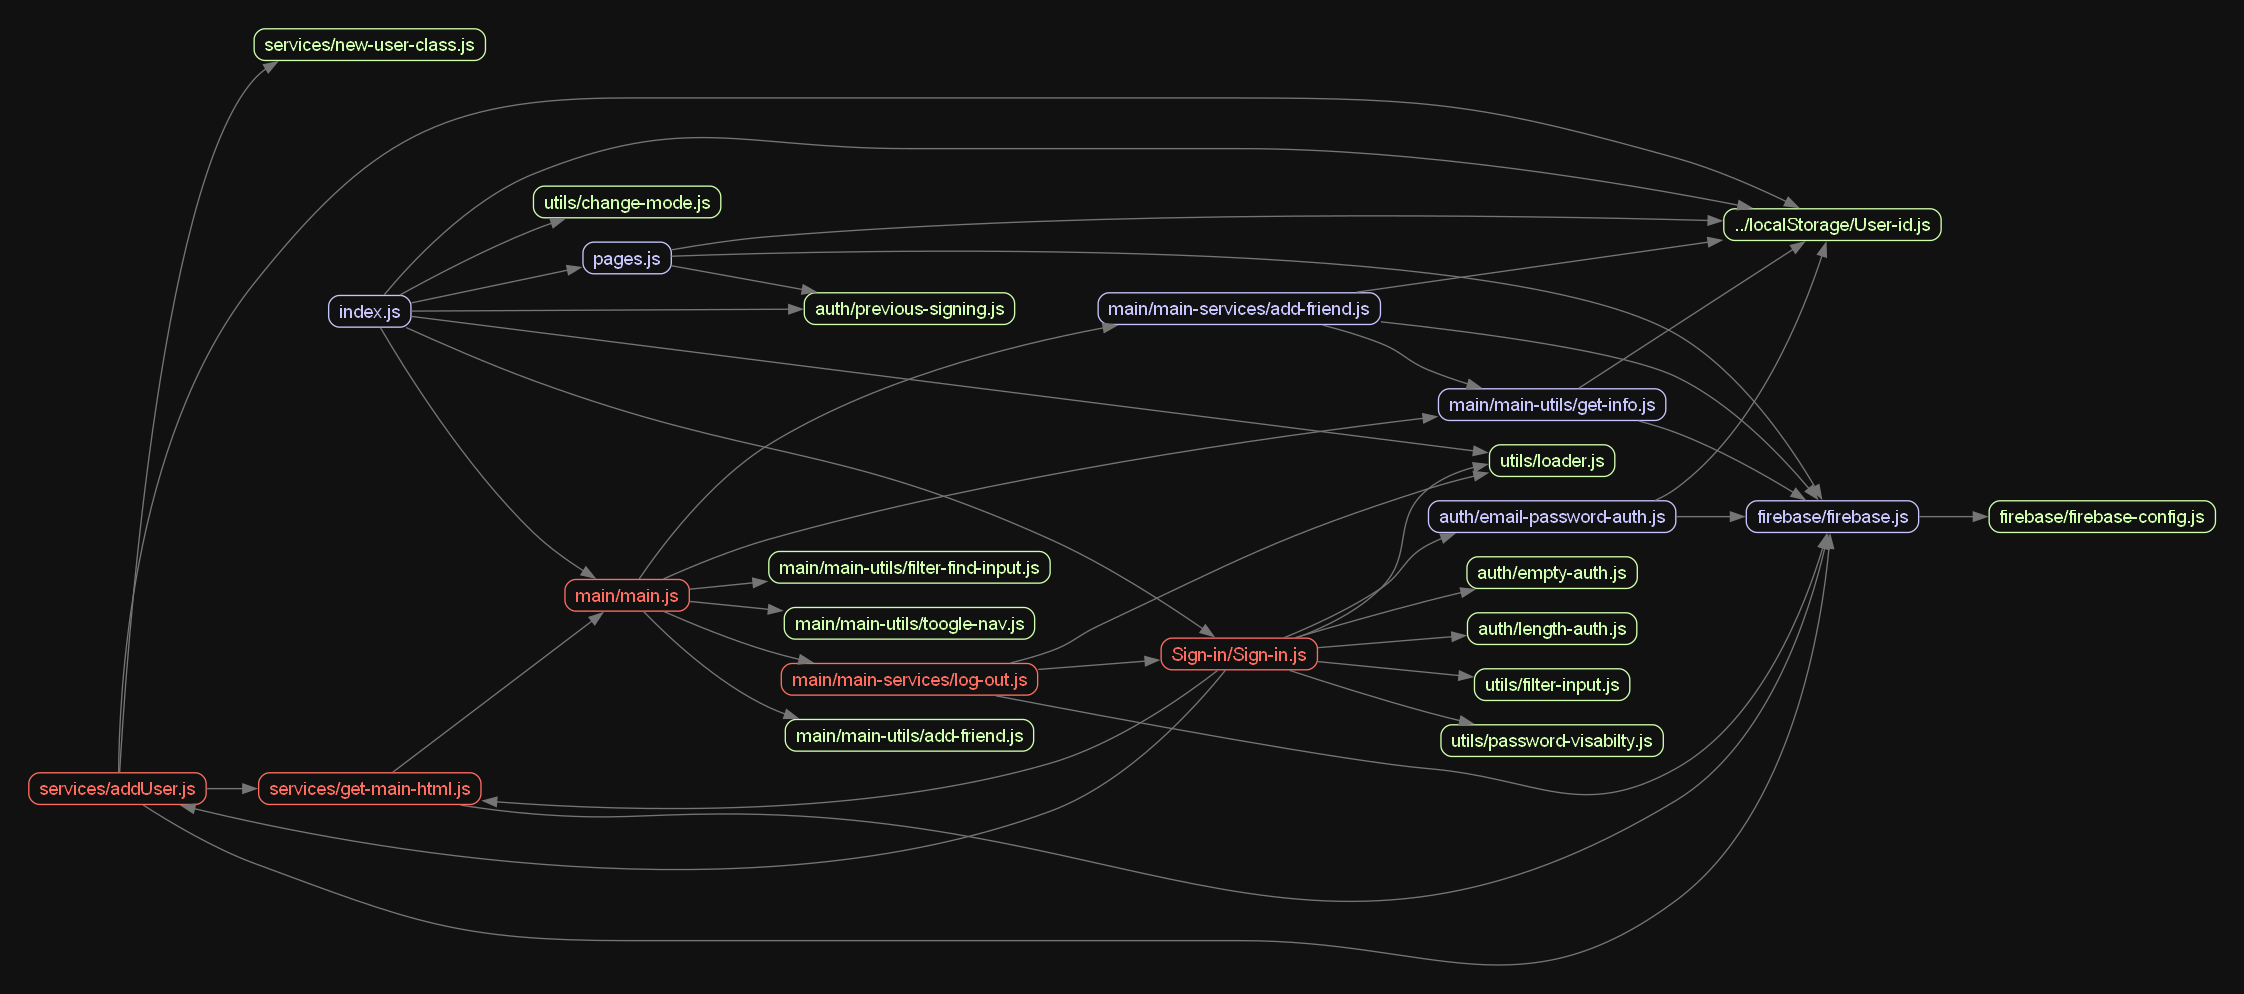 services/new-user-class.js
utils/change-mode.js
../localStorage/User-id.js
pages.js
index.js
auth/previous-signing.js
main/main-services/add-friend.js
main/main-utils/get-info.js
utils/loader.js
auth/email-password-auth.js
firebase/firebase.js
firebase/firebase-config.js
main/main-utils/filter-find-input.js
auth/empty-auth.js
main/main.js
main/main-utils/toogle-nav.js
auth/length-auth.js
Sign-in/Sign-in.js
main/main-services/log-out.js
utils/filter-input.js
main/main-utils/add-friend.js
utils/password-visabilty.js
services/addUser.js
services/get-main-html.js